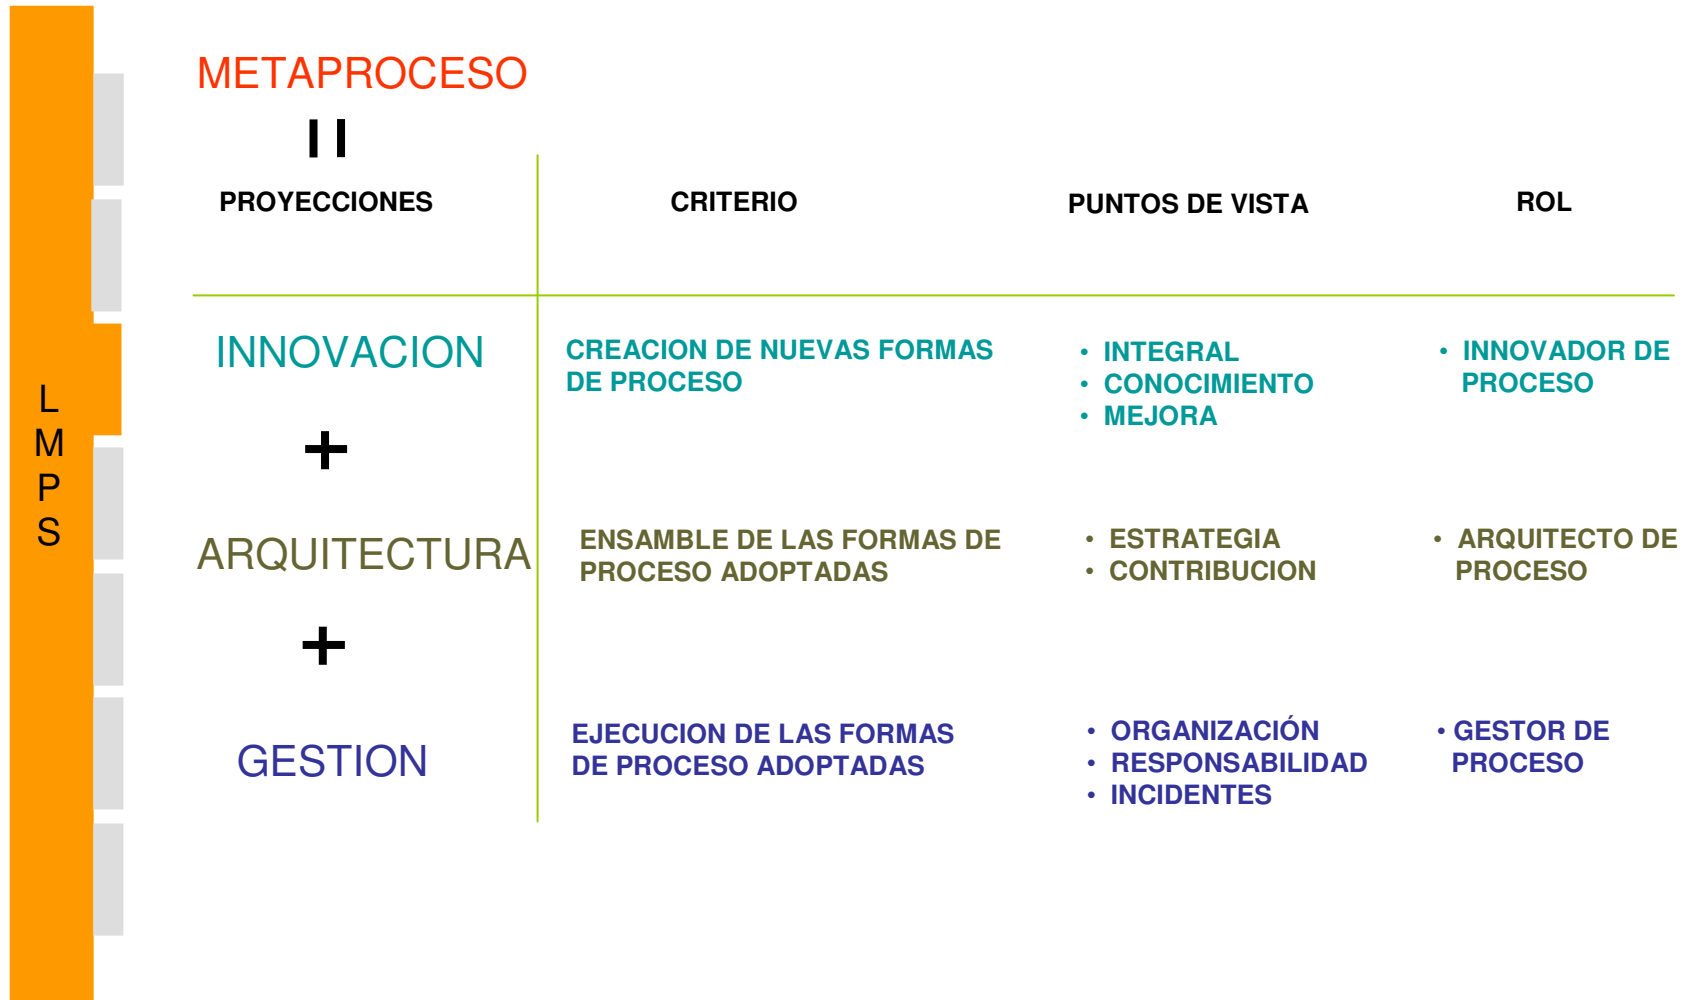 METAPROCESO
=
PROYECCIONES
CRITERIO
PUNTOS DE VISTA
ROL
INNOVACION
CREACION DE NUEVAS FORMAS
DE PROCESO
• INTEGRAL
• CONOCIMIENTO
• MEJORA
• INNOVADOR DE
PROCESO
+
ARQUITECTURA
ENSAMBLE DE LAS FORMAS DE
PROCESO ADOPTADAS
• ESTRATEGIA
• CONTRIBUCION
• ARQUITECTO DE
PROCESO
+
GESTION
EJECUCION DE LAS FORMAS
DE PROCESO ADOPTADAS
• ORGANIZACIÓN
• RESPONSABILIDAD
• INCIDENTES
• GESTOR DE
PROCESO
L
M
P
S